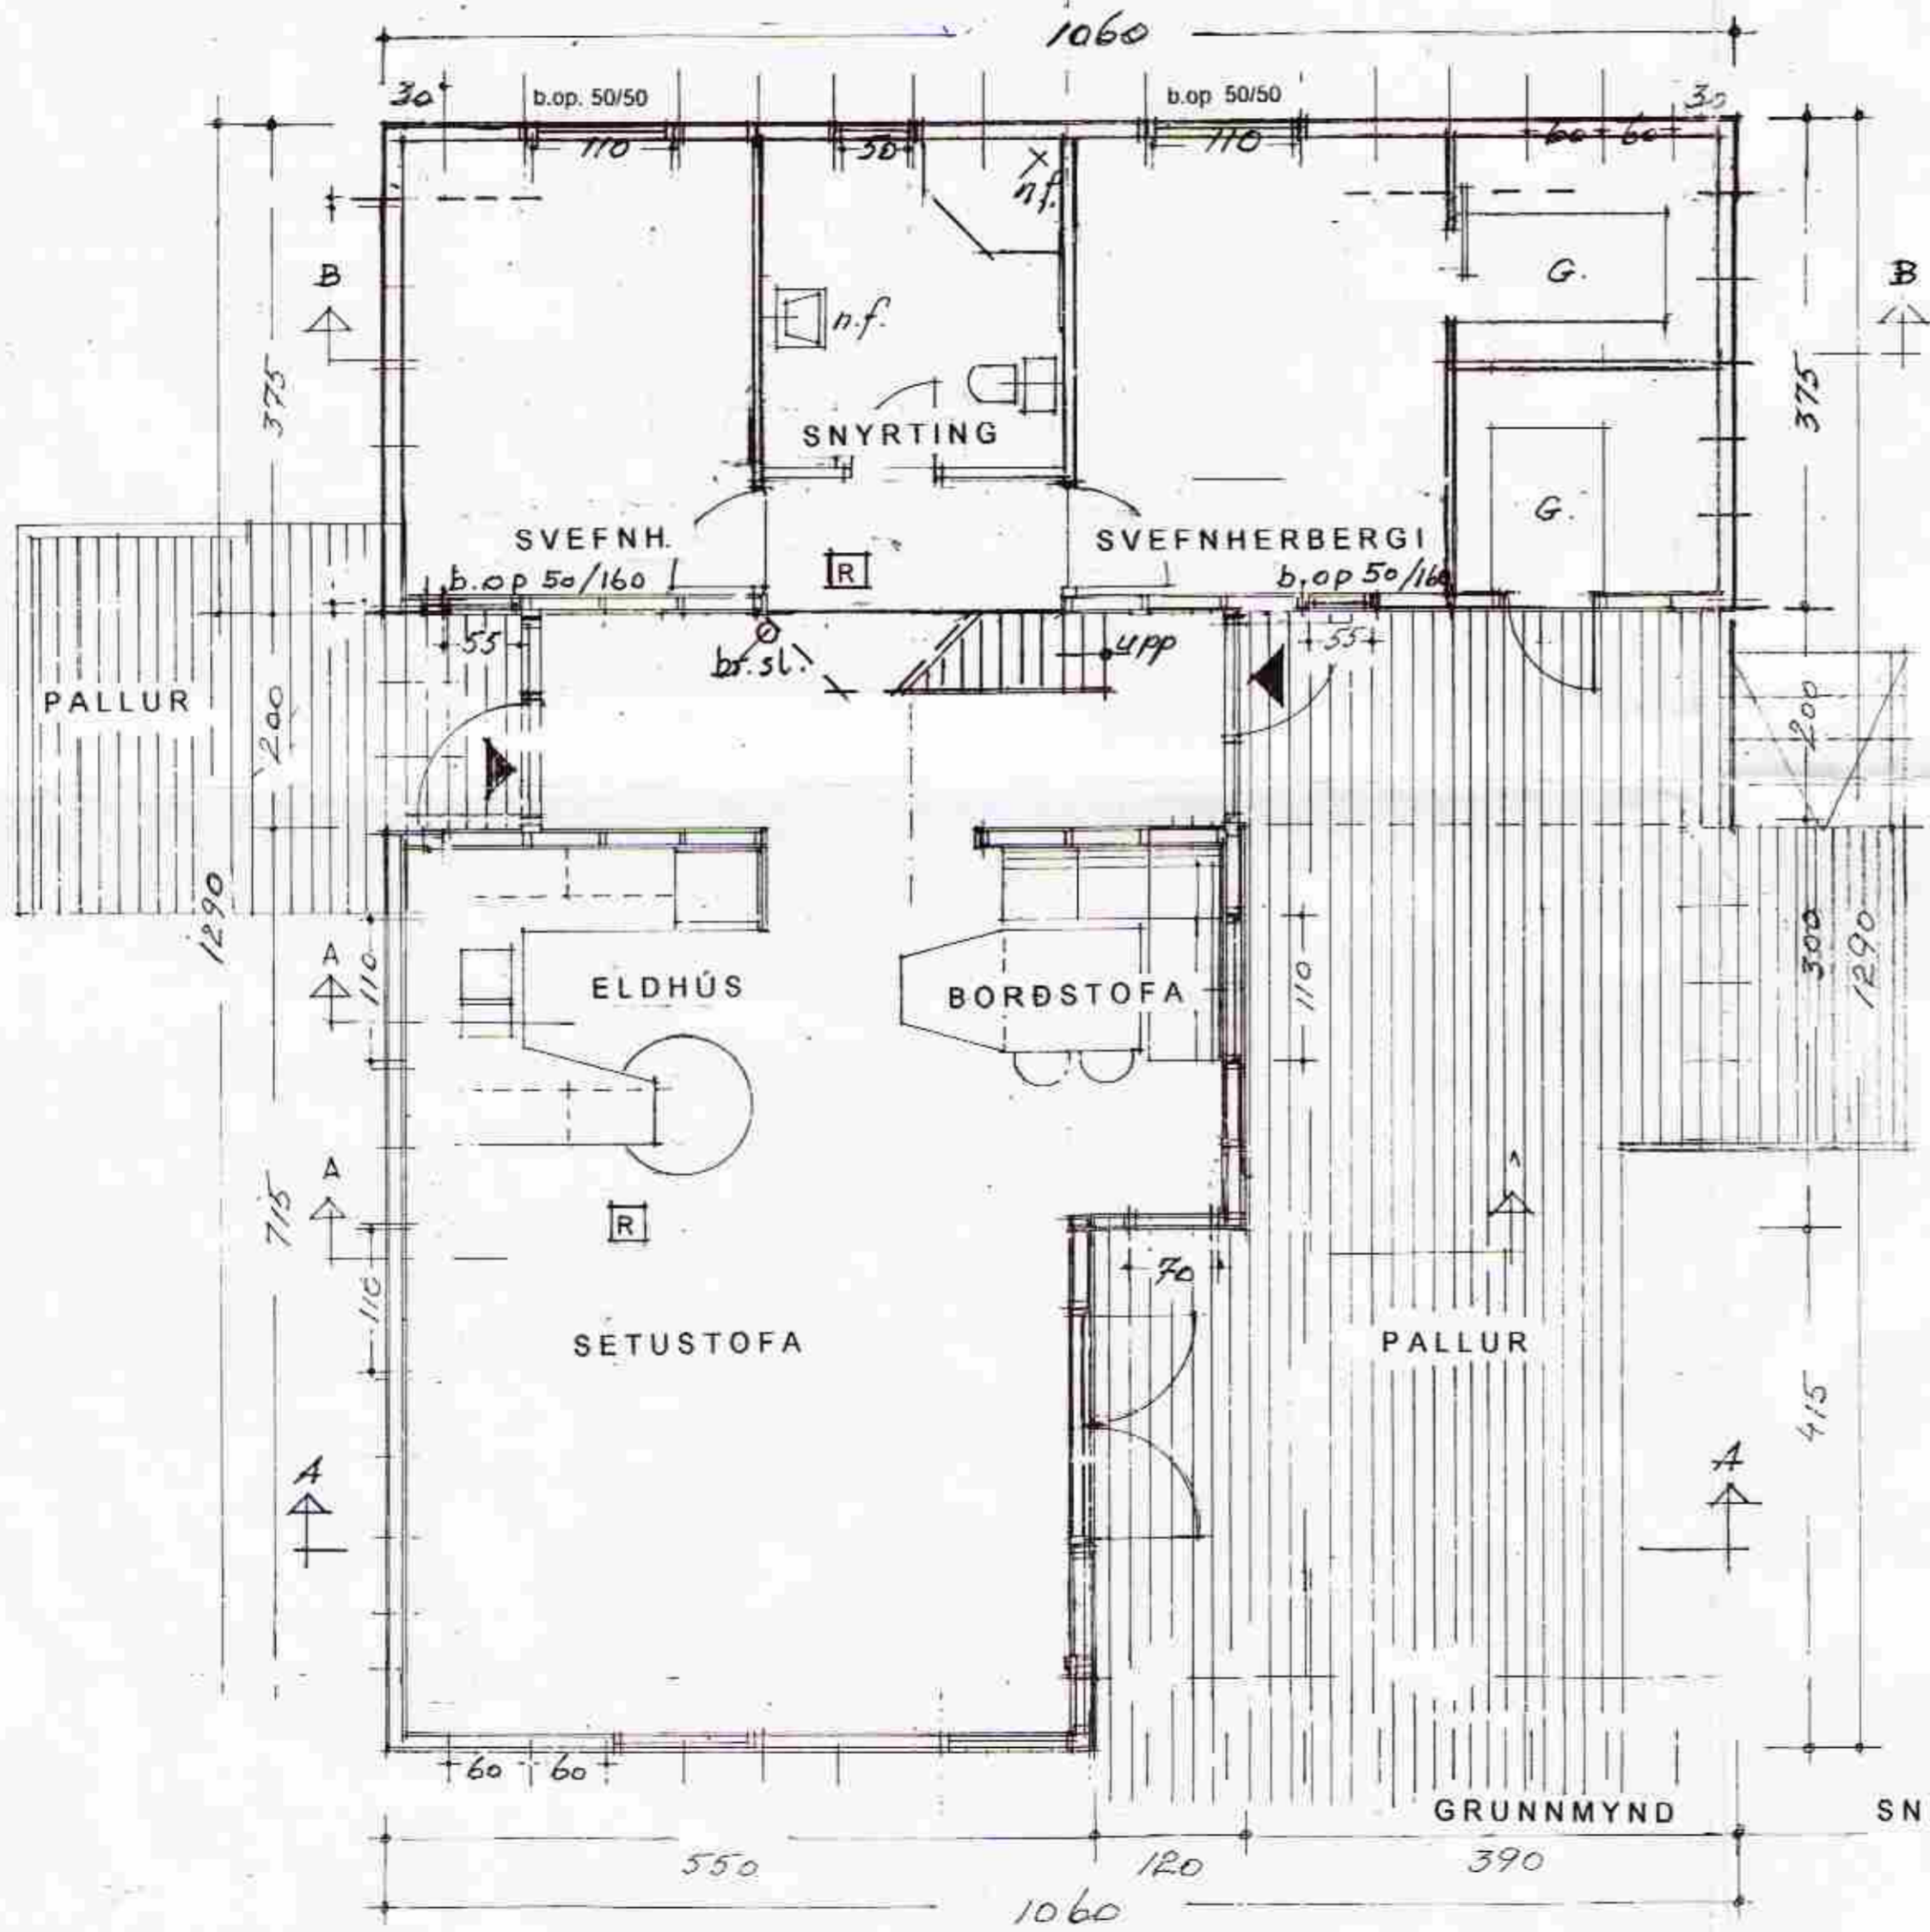 1060
30
b.op. 50/50
b.op 50/50
30
110
50
110
60 60
n.f.
B
G.
B
n.f.
375
375
SNYRTING
G.
SVEFNH.
SVEFNHERBERGI
b.op 50/160
R
b.op 50/160
55
br.sl.
upp
55
PALLUR
200
200
1290
A
110
ELDHÚS
BORÐSTOFA
110
300
1290
A
715
A
R
110
70
SETUSTOFA
PALLUR
415
A
A
60 60
GRUNNMYND
SN
550
120
390
1060